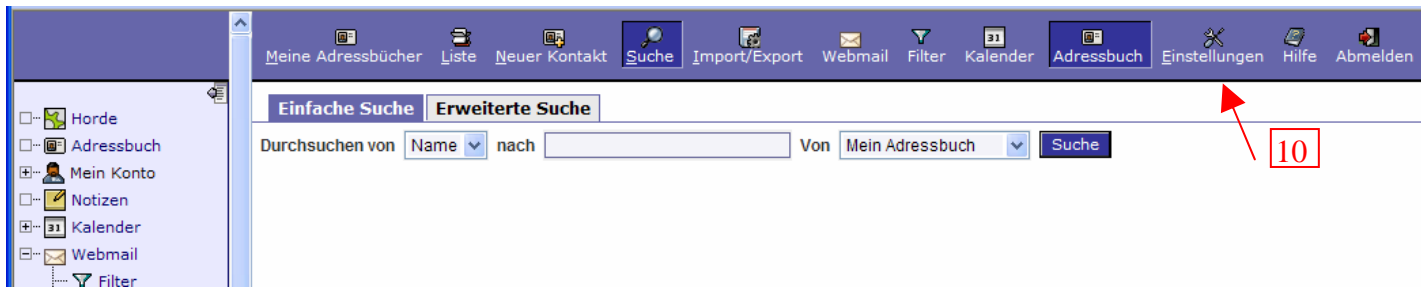 Meine Adressbücher Liste Neuer Kontakt Suche Import/Export Webmail Filter 31 Kalender Adressbuch Einstellungen Hilfe Abmelden
Horde
Adressbuch
Mein Konto
Notizen
31 Kalender
Webmail
Filter
Einfache Suche Erweiterte Suche
Durchsuchen von Name nach Von Mein Adressbuch Suche
10